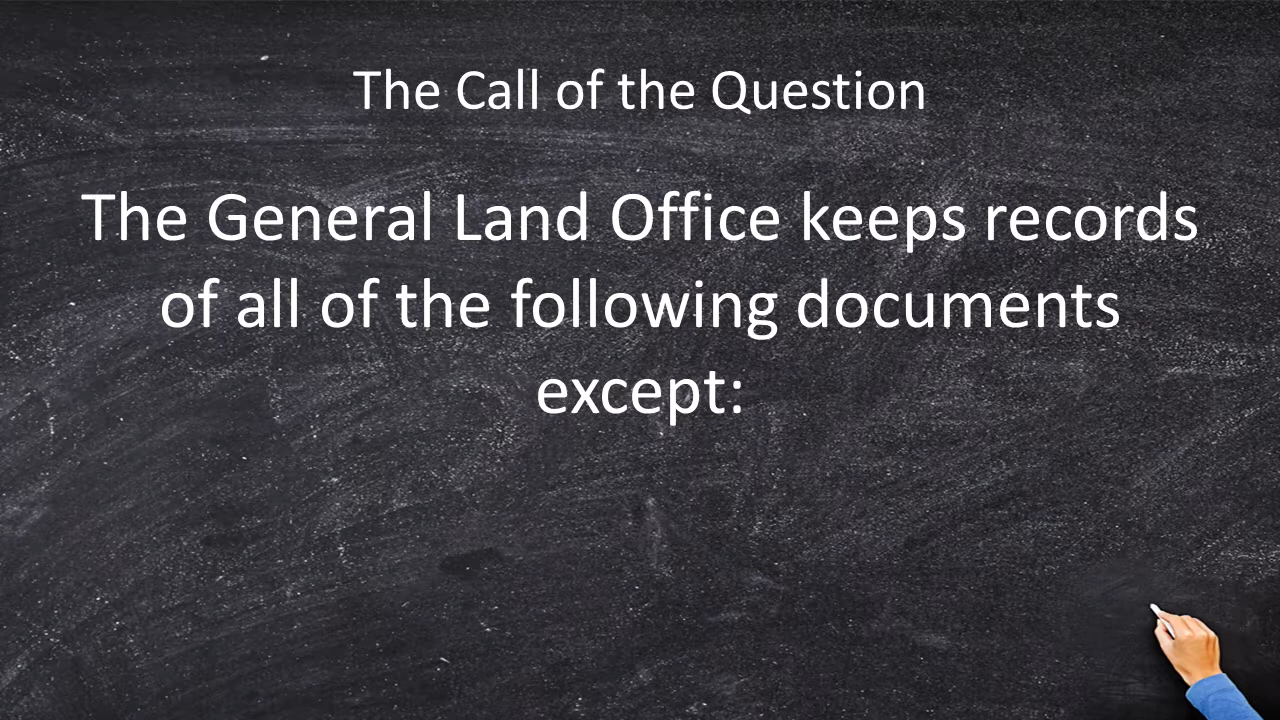 The Call of the Question
The General Land Office keeps records
of all of the following documents
except: